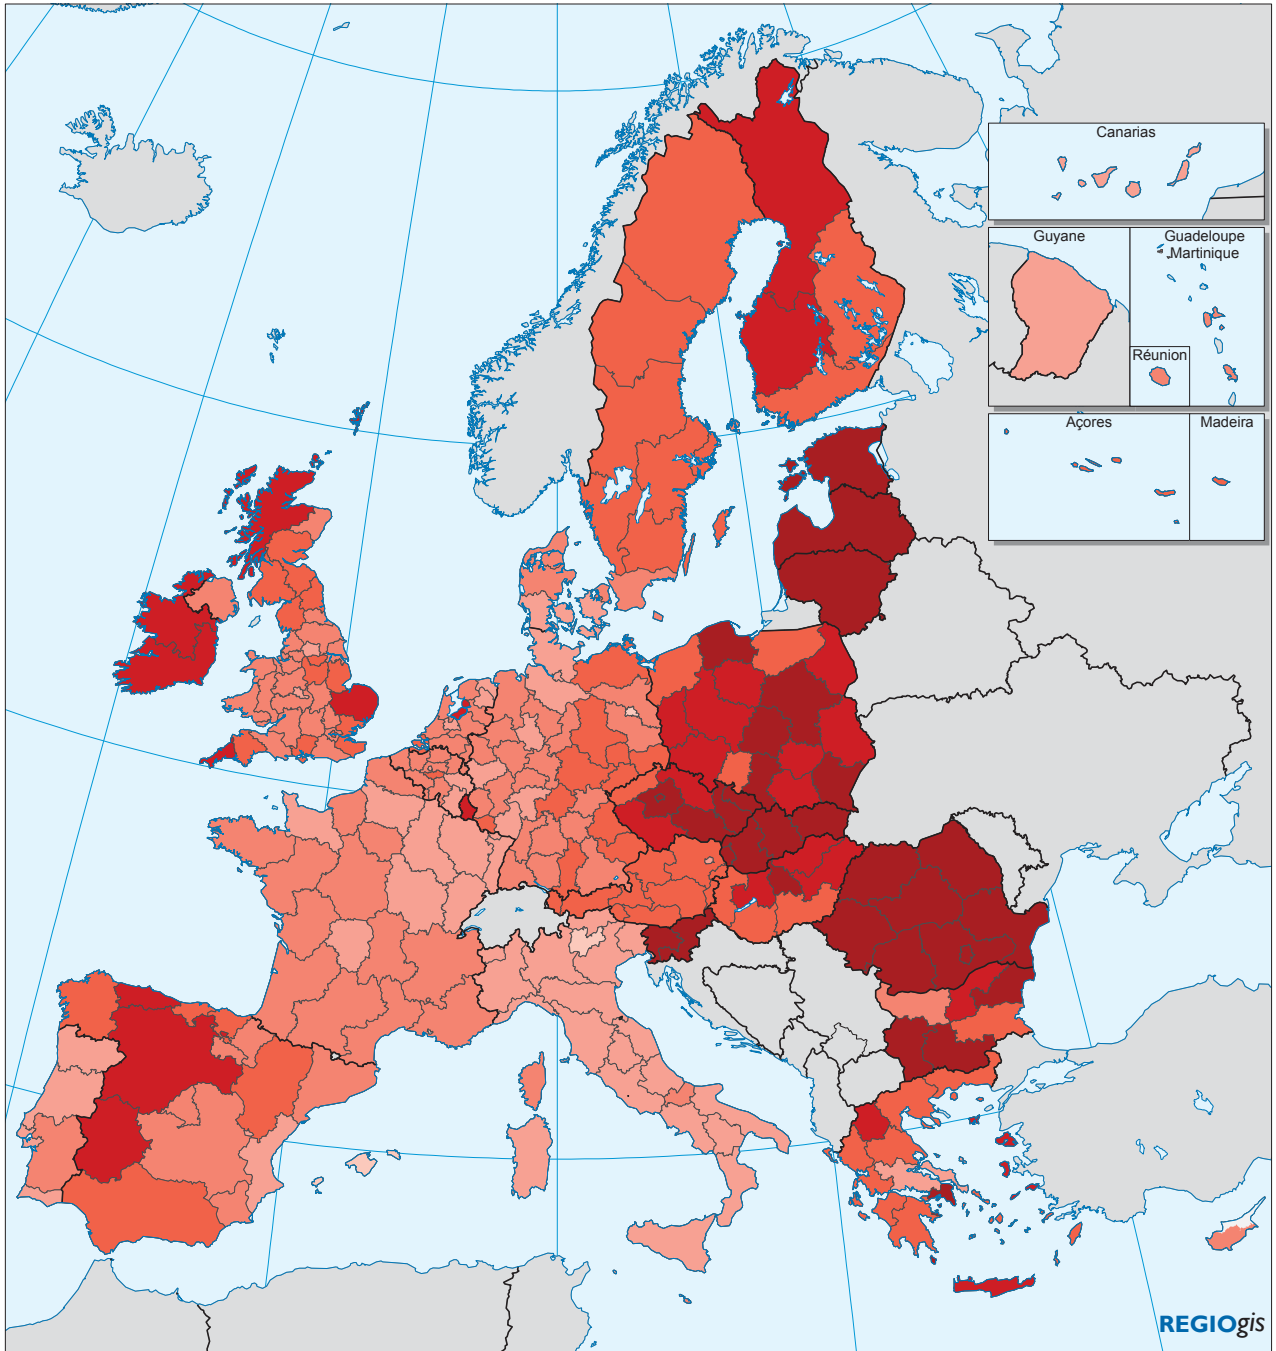 Canarias
Guyane
Guadeloupe
Martinique
Réunion
Açores
Madeira
REGIOgis